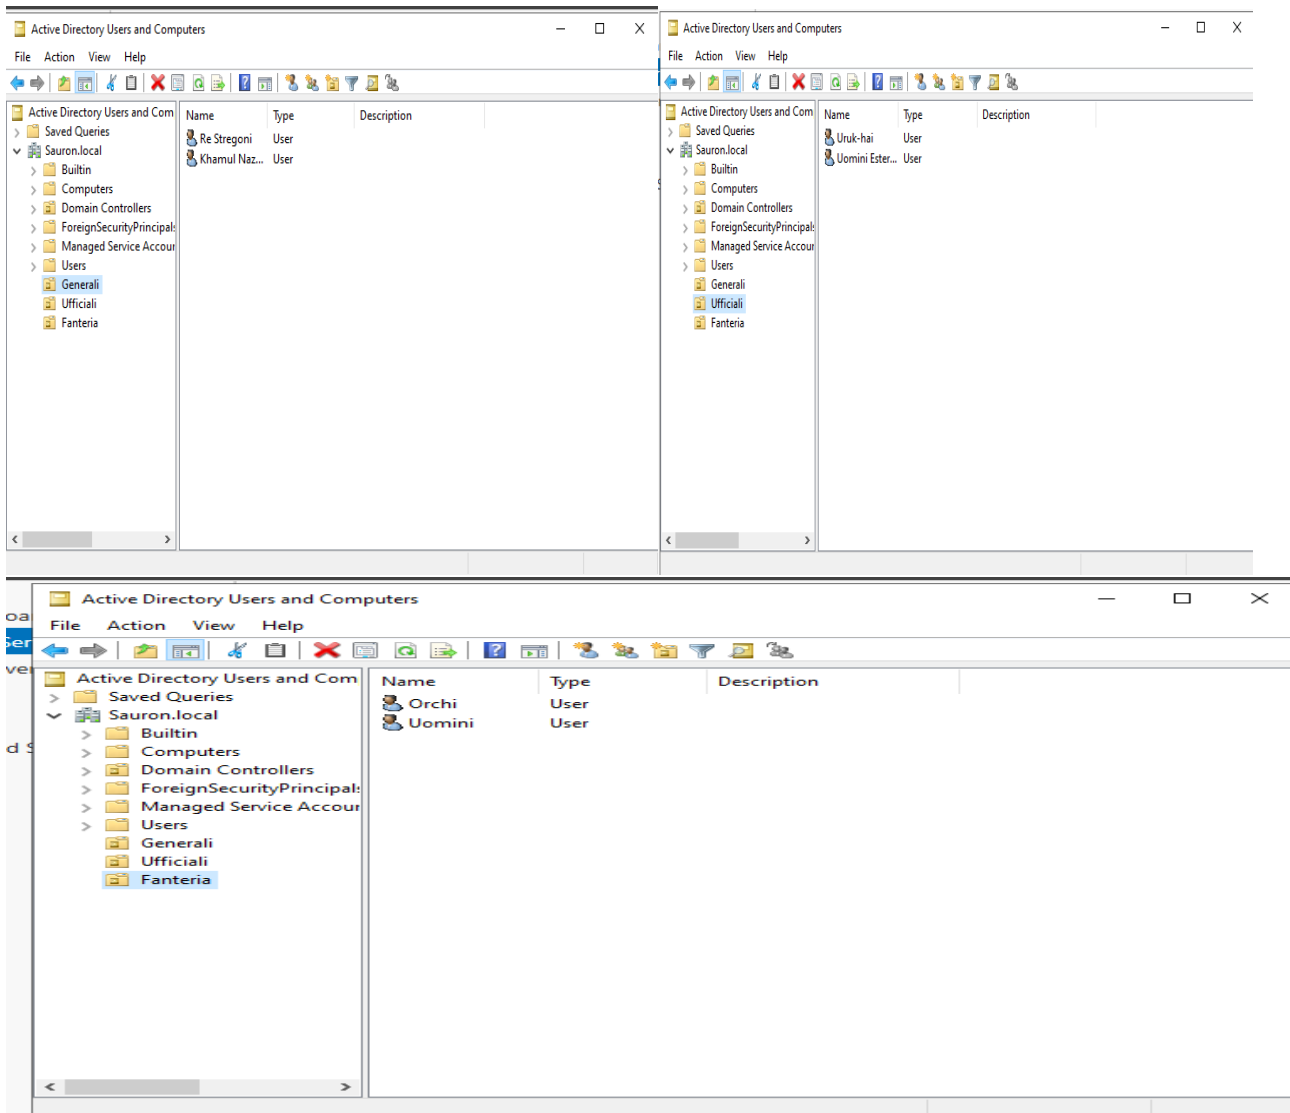 Active Directory Users and Computers
File Action View Help
Active Directory Users and Com
Saved Queries
Sauron.local
Builtin
Computers
Domain Controllers
ForeignSecurityPrincipal
Managed Service Accour
Users
Generali
Ufficiali
Fanteria
Name Type Description
Re Stregoni User
Khamul Naz... User
Active Directory Users and Computers
File Action View Help
Active Directory Users and Com
Saved Queries
Sauron.local
Builtin
Computers
Domain Controllers
ForeignSecurityPrincipal
Managed Service Accour
Users
Generali
Ufficiali
Fanteria
Name Type Description
Uruk-hai User
Uomini Ester... User
Active Directory Users and Computers
File Action View Help
Active Directory Users and Com
Saved Queries
Sauron.local
Builtin
Computers
Domain Controllers
ForeignSecurityPrincipal
Managed Service Accour
Users
Generali
Ufficiali
Fanteria
Name Type Description
Orchi User
Uomini User